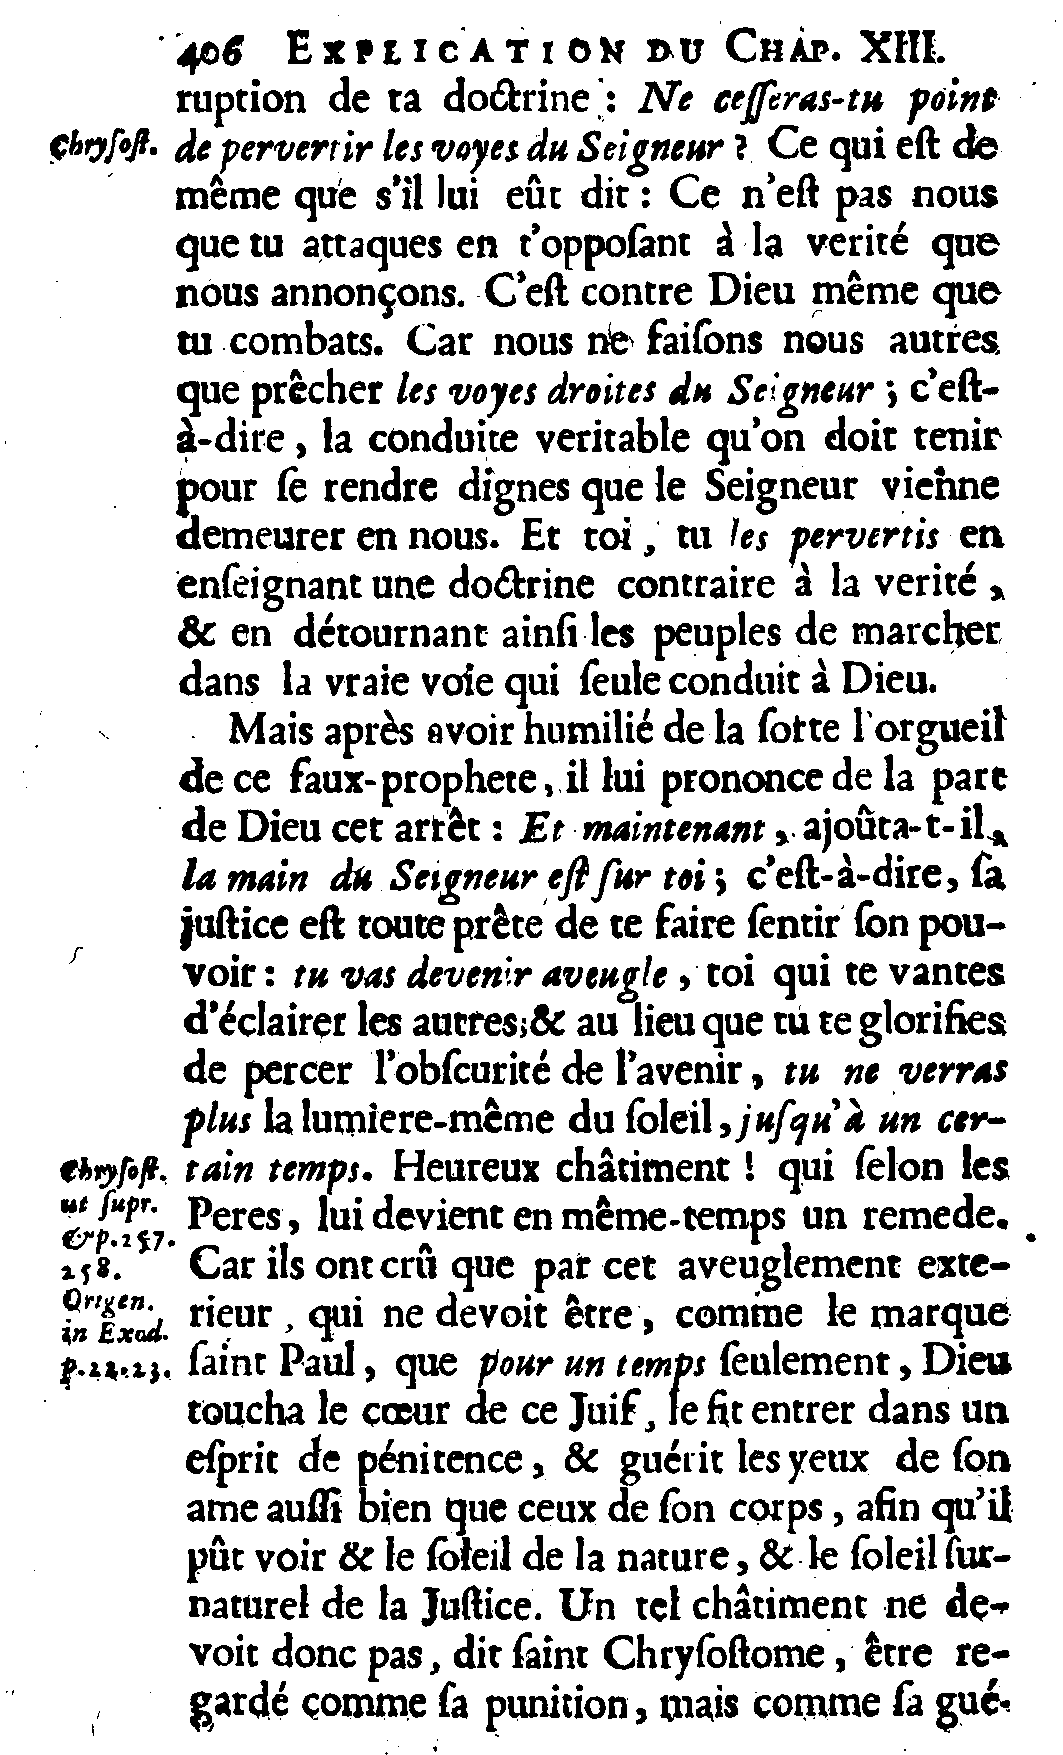 406 EXPLICATION DU CHAP. XIII.
ruption de ta doctrine : Ne ceſſeras-tu point
Chryſoſt. de pervertir les voyes du Seigneur ? Ce qui eſt de
même que s'il lui eût dit : Ce n'eſt pas nous
que tu attaques en t'oppoſant à la verité que
nous annonçons. C'eſt contre Dieu même que
tu combats. Car nous ne faiſons nous autres
que prêcher les voyes droites du Seigneur ; c'eſt-
à-dire, la conduite veritable qu'on doit tenir
pour ſe rendre dignes que le Seigneur vienne
demeurer en nous. Et toi, tu les pervertis en
enſeignant une doctrine contraire à la verité,
& en détournant ainſi les peuples de marcher
dans la vraie voie qui ſeule conduit à Dieu.
Mais après avoir humilié de la ſotte l'orgueil
de ce faux-prophete, il lui prononce de la part
de Dieu cet arrêt : Et maintenant, ajoûta-t-il,
la main du Seigneur eſt ſur toi ; c'eſt-à-dire, ſa
juſtice eſt toute prête de te faire ſentir ſon pou-
voir : tu vas devenir aveugle, toi qui te vantes
d'éclairer les autres;& au lieu que tu te glorifies
de percer l'obſcurité de l'avenir, tu ne verras
plus la lumiere-même du ſoleil, juſqu'à un cer-
Chryſoſt. tain temps. Heureux châtiment ! qui ſelon les
ut ſupr. Peres, lui devient en même-temps un remede.
&p.257.
258. Car ils ont crû que par cet aveuglement exte-
Origen. rieur, qui ne devoit être, comme le marque
in Exod.
p.22.23. ſaint Paul, que pour un temps ſeulement, Dieu
toucha le cœur de ce Juif, le fit entrer dans un
eſprit de pénitence, & guérit les yeux de ſon
ame auſſi bien que ceux de ſon corps, afin qu'il
pût voir & le ſoleil de la nature, & le ſoleil ſur-
naturel de la Juſtice. Un tel châtiment ne de-
voit donc pas, dit ſaint Chryſoſtome, être re-
gardé comme ſa punition, mais comme ſa gué-